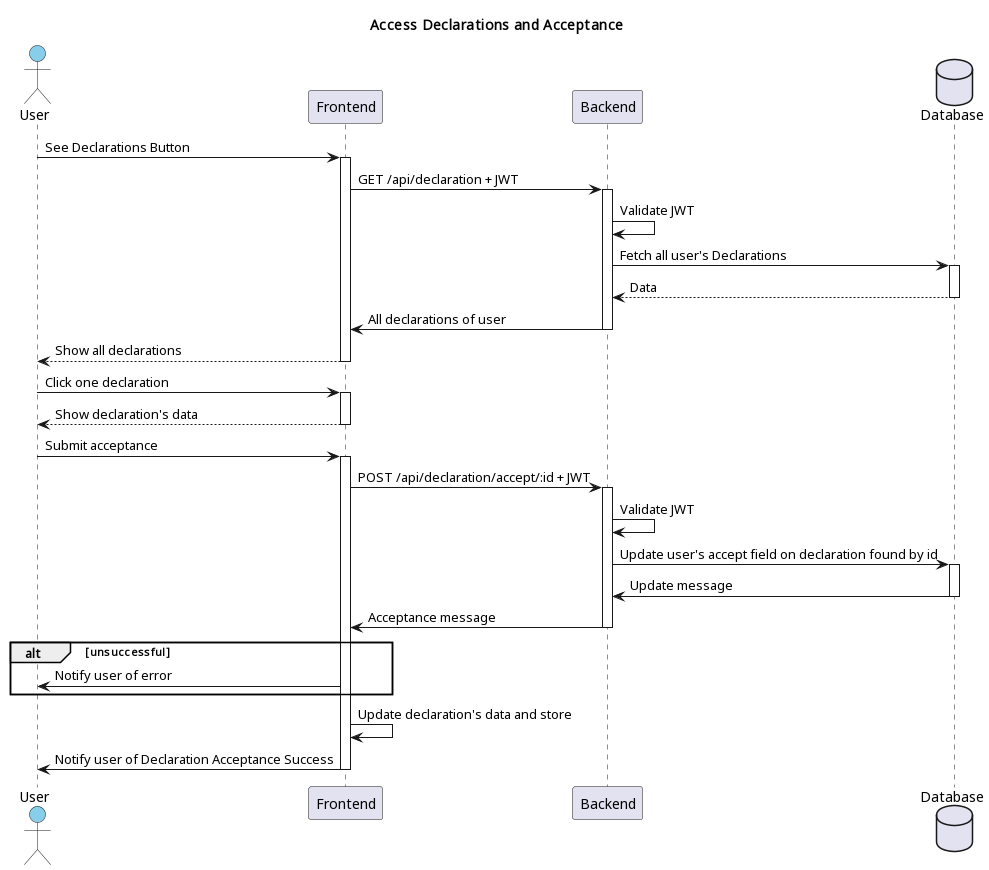 Access Declarations and Acceptance
User
Frontend
Backend
Database
See Declarations Button
GET /api/declaration + JWT
Validate JWT
Fetch all user's Declarations
Data
All declarations of user
Show all declarations
Click one declaration
Show declaration's data
Submit acceptance
POST /api/declaration/accept/:id + JWT
Validate JWT
Update user's accept field on declaration found by id
Update message
Acceptance message
alt [unsuccessful]
Notify user of error
Update declaration's data and store
Notify user of Declaration Acceptance Success
User
Frontend
Backend
Database